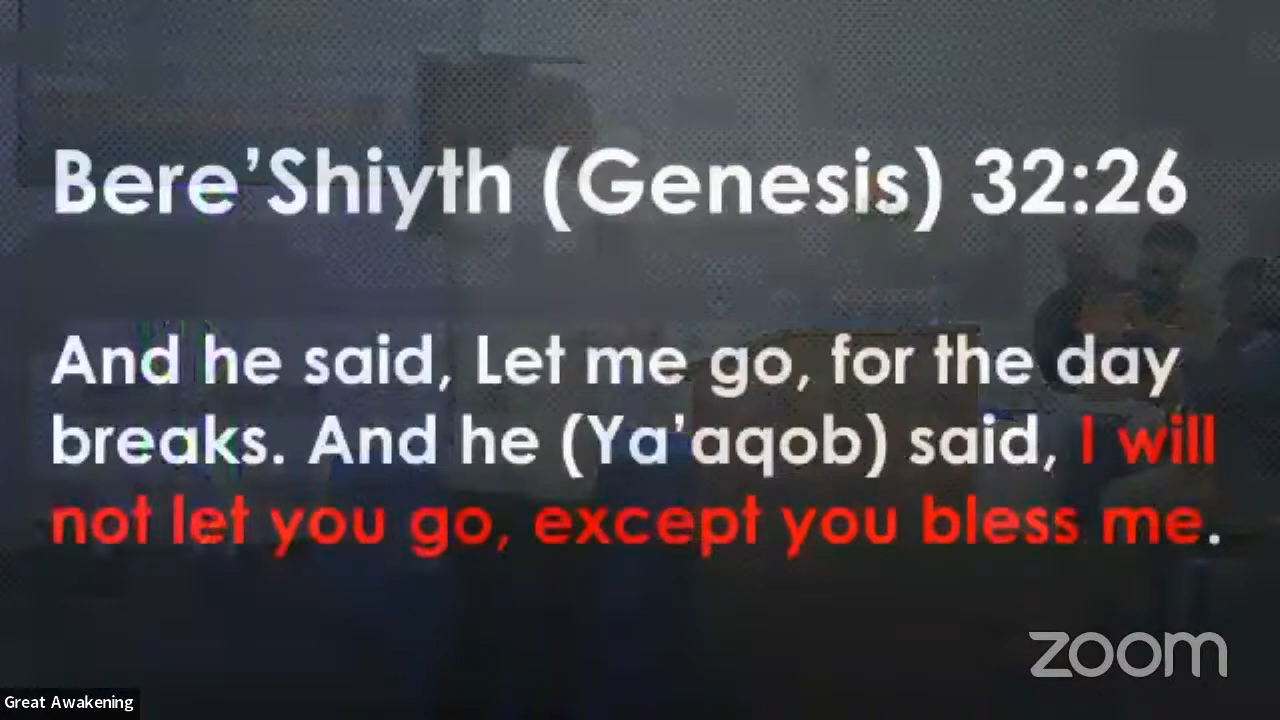 Bere’Shiyth (Genesis) 32:26
And he said, Let me go, for the day
breaks. And he (Ya’aqob) said, I will
not let you go, except you bless me.
zoom
Great Awakening